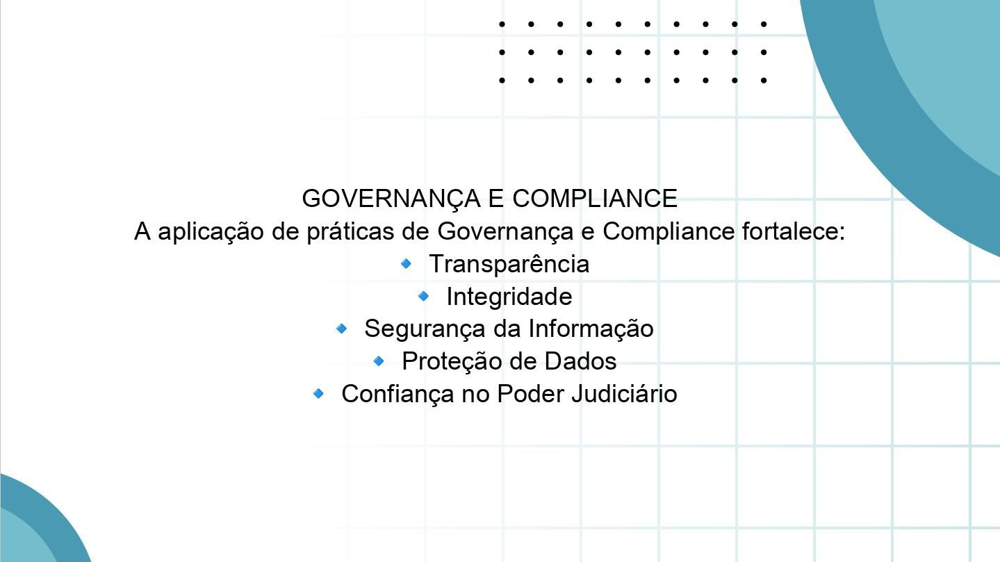 GOVERNANÇA E COMPLIANCE
A aplicação de práticas de Governança e Compliance fortalece:
🔹 Transparência
🔹 Integridade
🔹 Segurança da Informação
🔹 Proteção de Dados
🔹 Confiança no Poder Judiciário